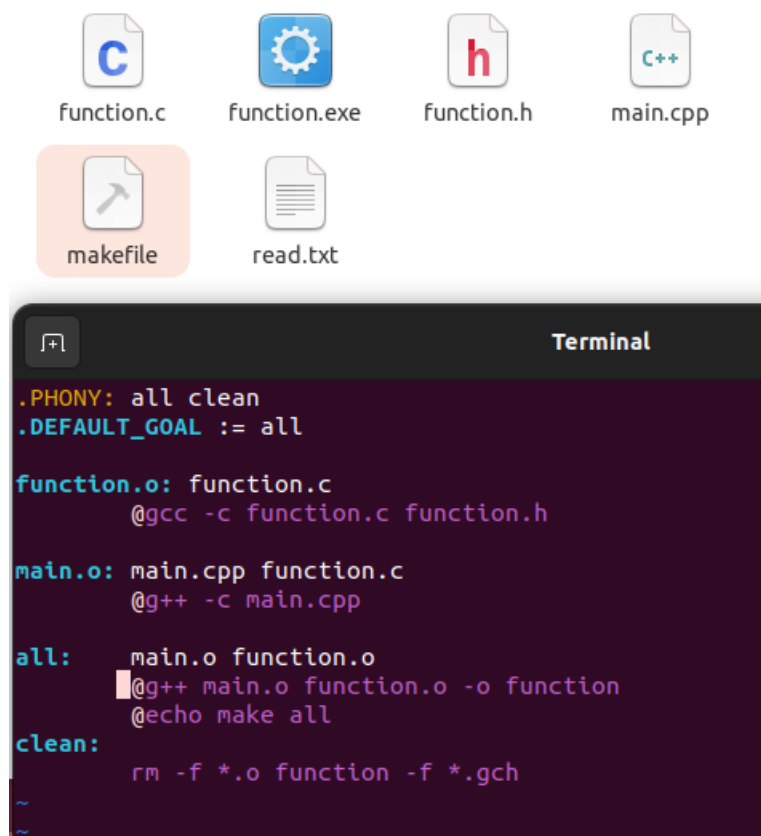 C
h
C++
function.c
function.exe
function.h
main.cpp
makefile
read.txt
Terminal
.PHONY: all clean
.DEFAULT_GOAL := all
function.o: function.c
@gcc -c function.c function.h
main.o: main.cpp function.c
@g++ -c main.cpp
all: main.o function.o
@g++ main.o function.o -o function
@echo make all
clean:
rm -f *.o function -f *.gch
~
~